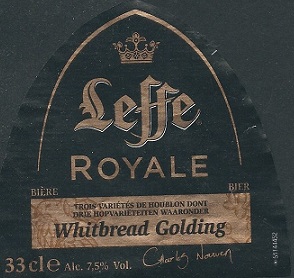 Leffe
ROYALE
BIÈRE BIER
TROIS VARIÉTÉS DE HOUBLON DONT
DRIE HOPVARIËTEITEN WAARONDER
Whitbread Golding
33 cl e Alc. 7,5% Vol.